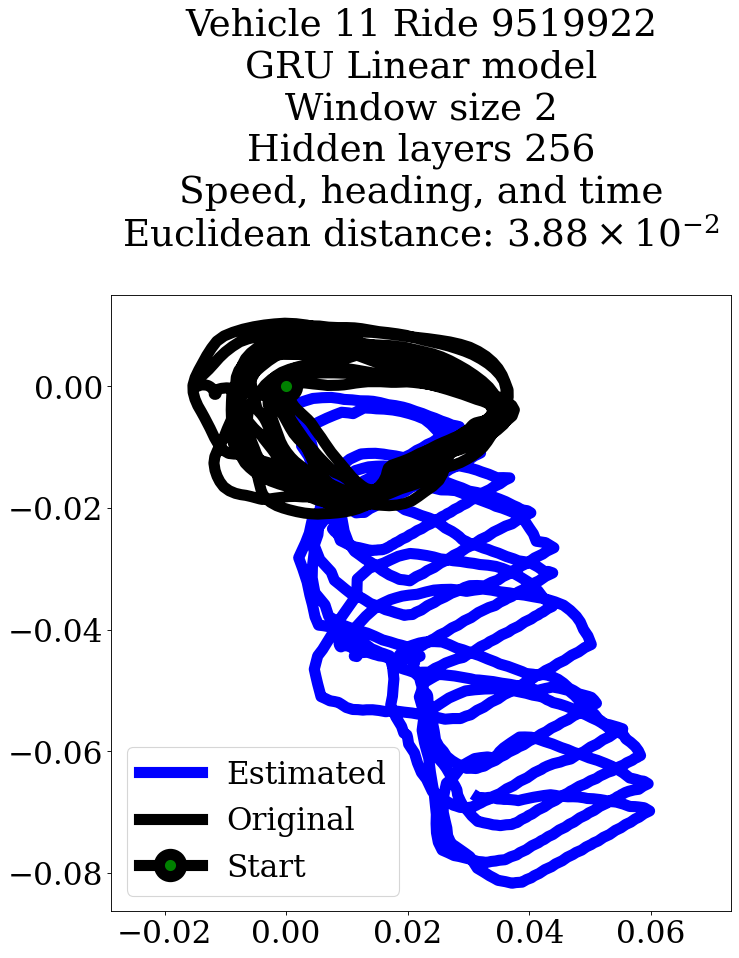 Vehicle 11 Ride 9519922
GRU Linear model
Window size 2
Hidden layers 256
Speed, heading, and time
Euclidean distance: 3.88 × 10⁻²
0.00
−0.02
−0.04
−0.06
−0.08
Estimated
Original
Start
−0.02 0.00 0.02 0.04 0.06